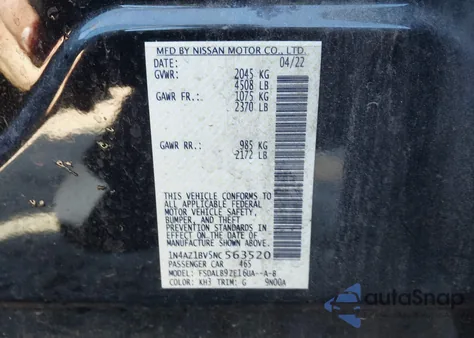 MFD BY NISSAN MOTOR CO., LTD.
DATE: 04/22
GVWR: 2045 KG
4508 LB
GAWR FR: 1075 KG
2370 LB
GAWR RR: 985 KG
2172 LB
THIS VEHICLE CONFORMS TO
ALL APPLICABLE FEDERAL
MOTOR VEHICLE SAFETY,
BUMPER, AND THEFT
PREVENTION STANDARDS
IN EFFECT ON THE DATE OF
MANUFACTURE SHOWN ABOVE.
1N4AZ1BV5NC563520
PASSENGER CAR 465
MODEL: FSDALB9ZE16UA--A-B
COLOR: KH3 TRIM: G 9N00A
autoSnap